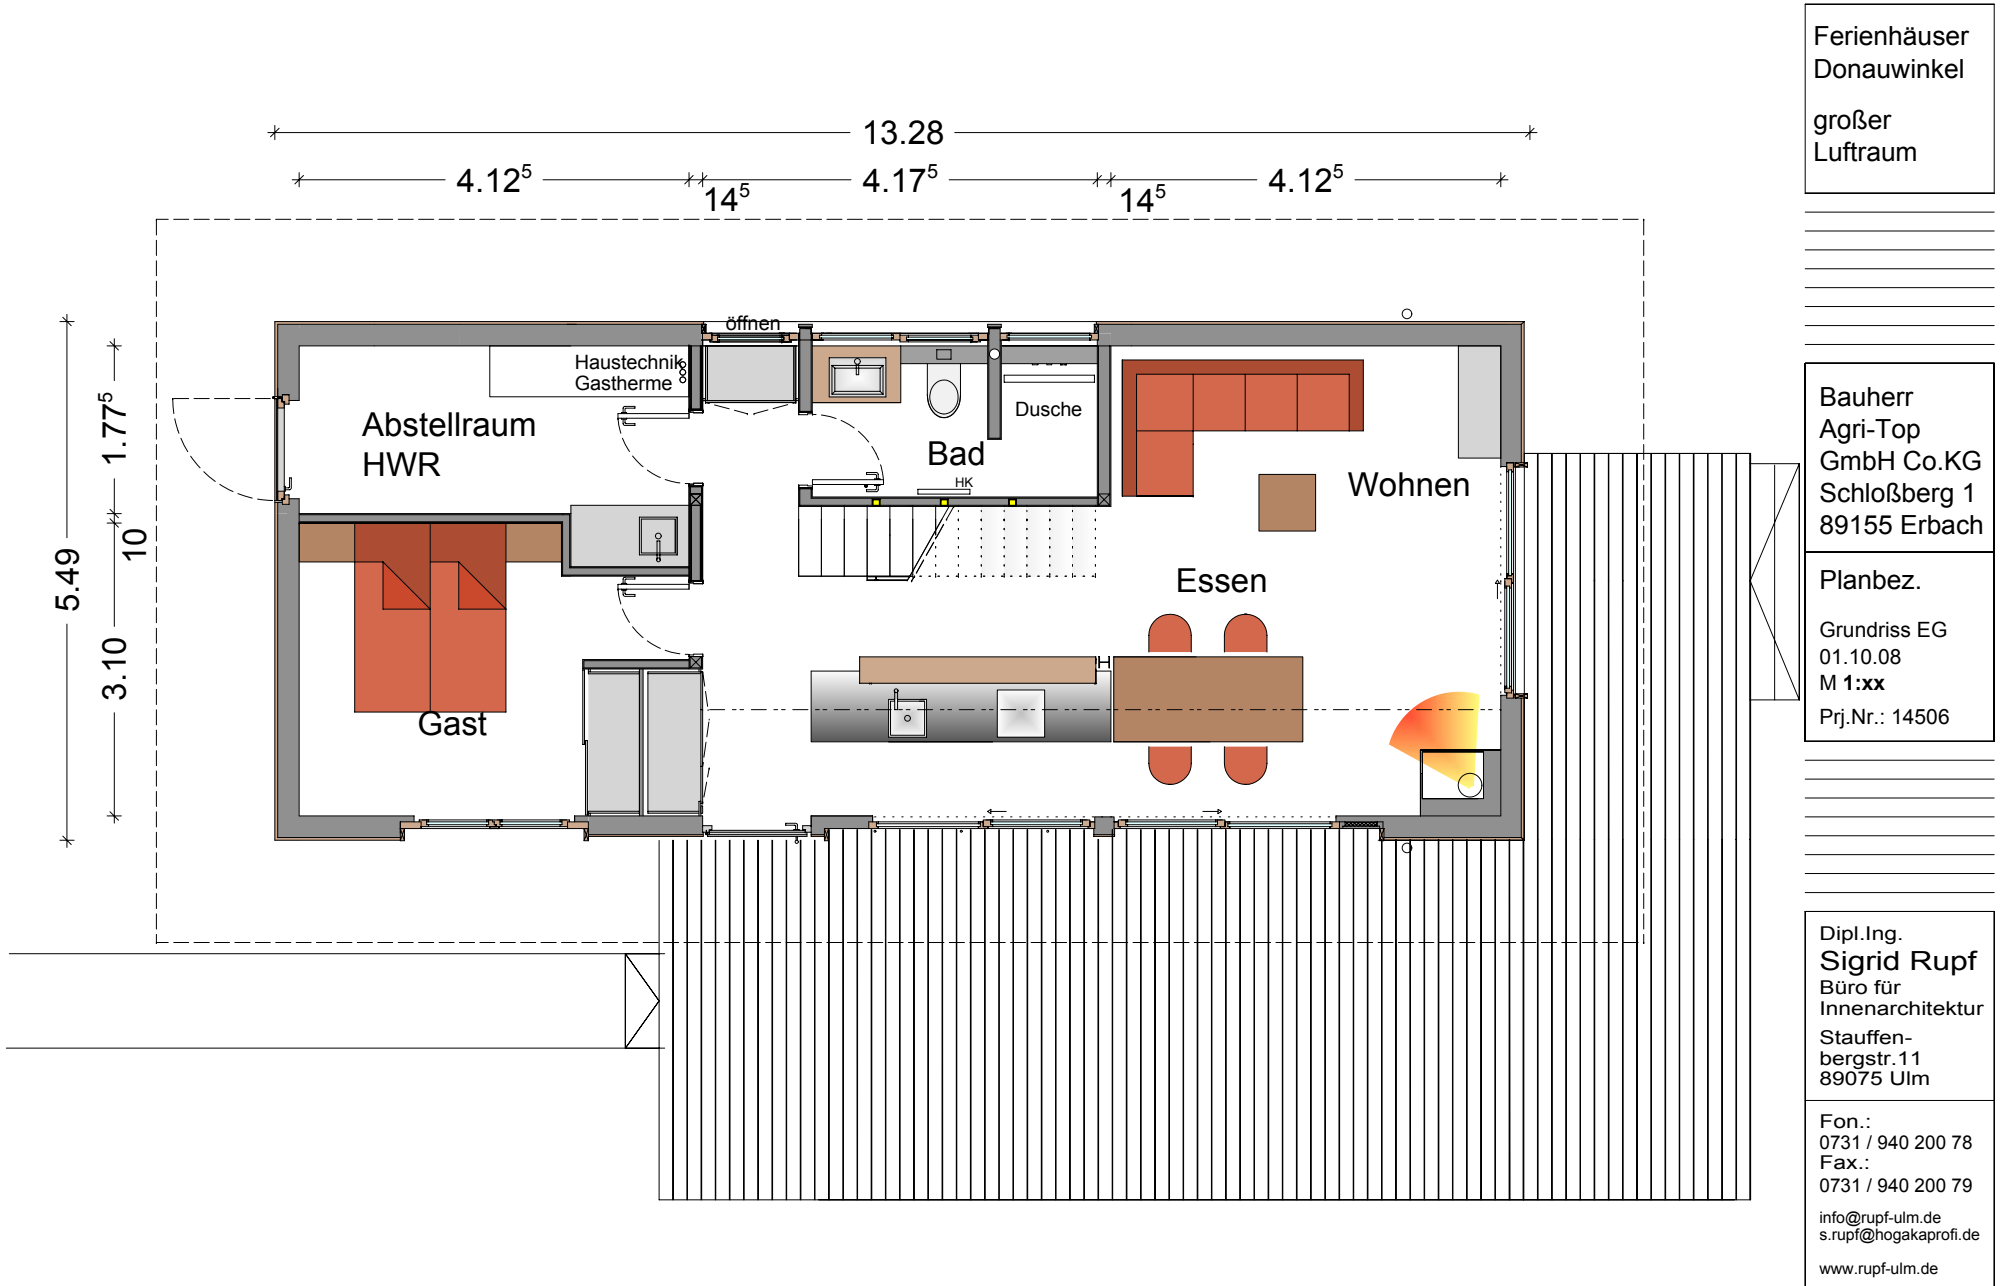 13.28
4.12⁵
4.17⁵
4.12⁵
14⁵
14⁵
5.49
1.77⁵
10
3.10
öffnen
Haustechnik
Gastherme
Abstellraum
HWR
Dusche
Bad
HK
Wohnen
Essen
Gast
Ferienhäuser
Donauwinkel
großer
Luftraum
Bauherr
Agri-Top
GmbH Co.KG
Schloßberg 1
89155 Erbach
Planbez.
Grundriss EG
01.10.08
M 1:xx
Prj.Nr.: 14506
Dipl.Ing.
Sigrid Rupf
Büro für
Innenarchitektur
Stauffen-
bergstr.11
89075 Ulm
Fon.:
0731 / 940 200 78
Fax.:
0731 / 940 200 79
info@rupf-ulm.de
s.rupf@hogakaprofi.de
www.rupf-ulm.de